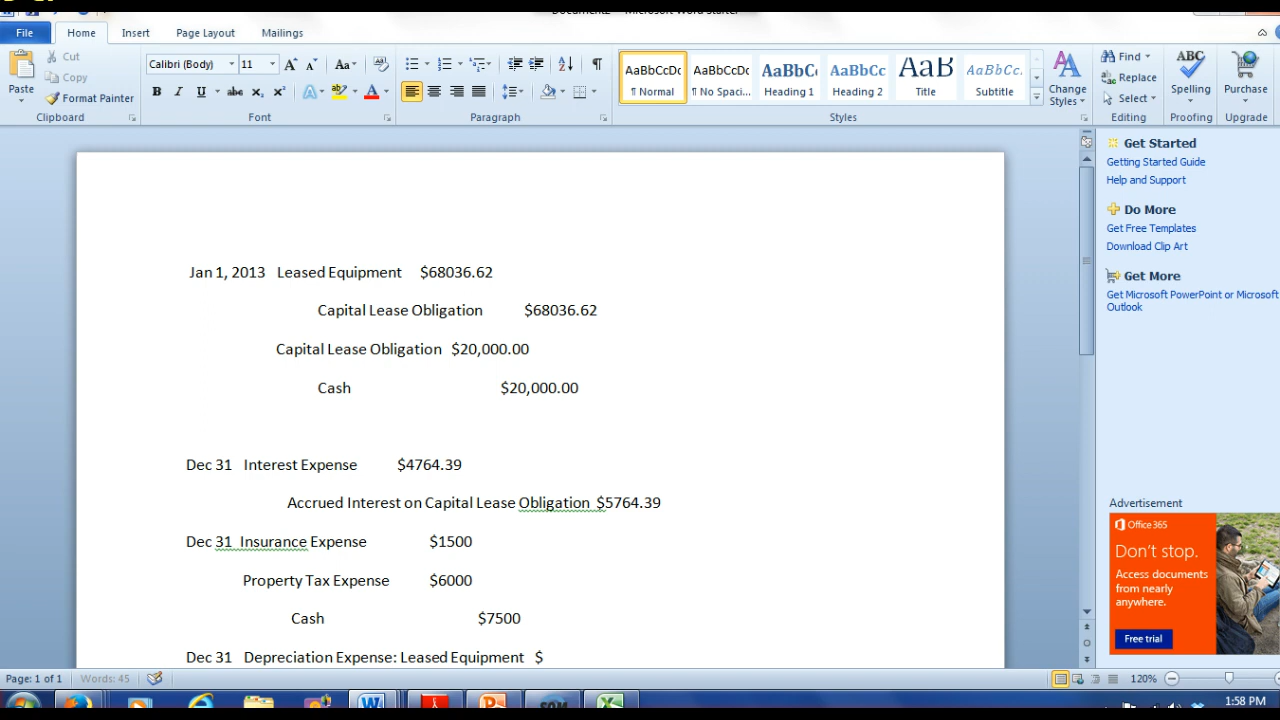 File Home Insert Page Layout Mailings
Cut
Copy
Format Painter
Paste
Clipboard
Calibri (Body) 11
Font
Paragraph
AaBbCcDc AaBbCcDc AaBbC AaBbCc AaB AaBbCc.
¶ Normal ¶ No Spaci... Heading 1 Heading 2 Title Subtitle
Styles
Change
Styles
Find
Replace
Select
Editing
ABC
Spelling
Proofing
Purchase
Upgrade
Jan 1, 2013 Leased Equipment $68036.62
Capital Lease Obligation $68036.62
Capital Lease Obligation $20,000.00
Cash $20,000.00
Dec 31 Interest Expense $4764.39
Accrued Interest on Capital Lease Obligation $5764.39
Dec 31 Insurance Expense $1500
Property Tax Expense $6000
Cash $7500
Dec 31 Depreciation Expense: Leased Equipment $
Get Started
Getting Started Guide
Help and Support
Do More
Get Free Templates
Download Clip Art
Get More
Get Microsoft PowerPoint or Microsoft
Outlook
Advertisement
Office 365
Don't stop.
Access documents
from nearly
anywhere.
Free trial
Page: 1 of 1 Words: 45
120%
1:58 PM